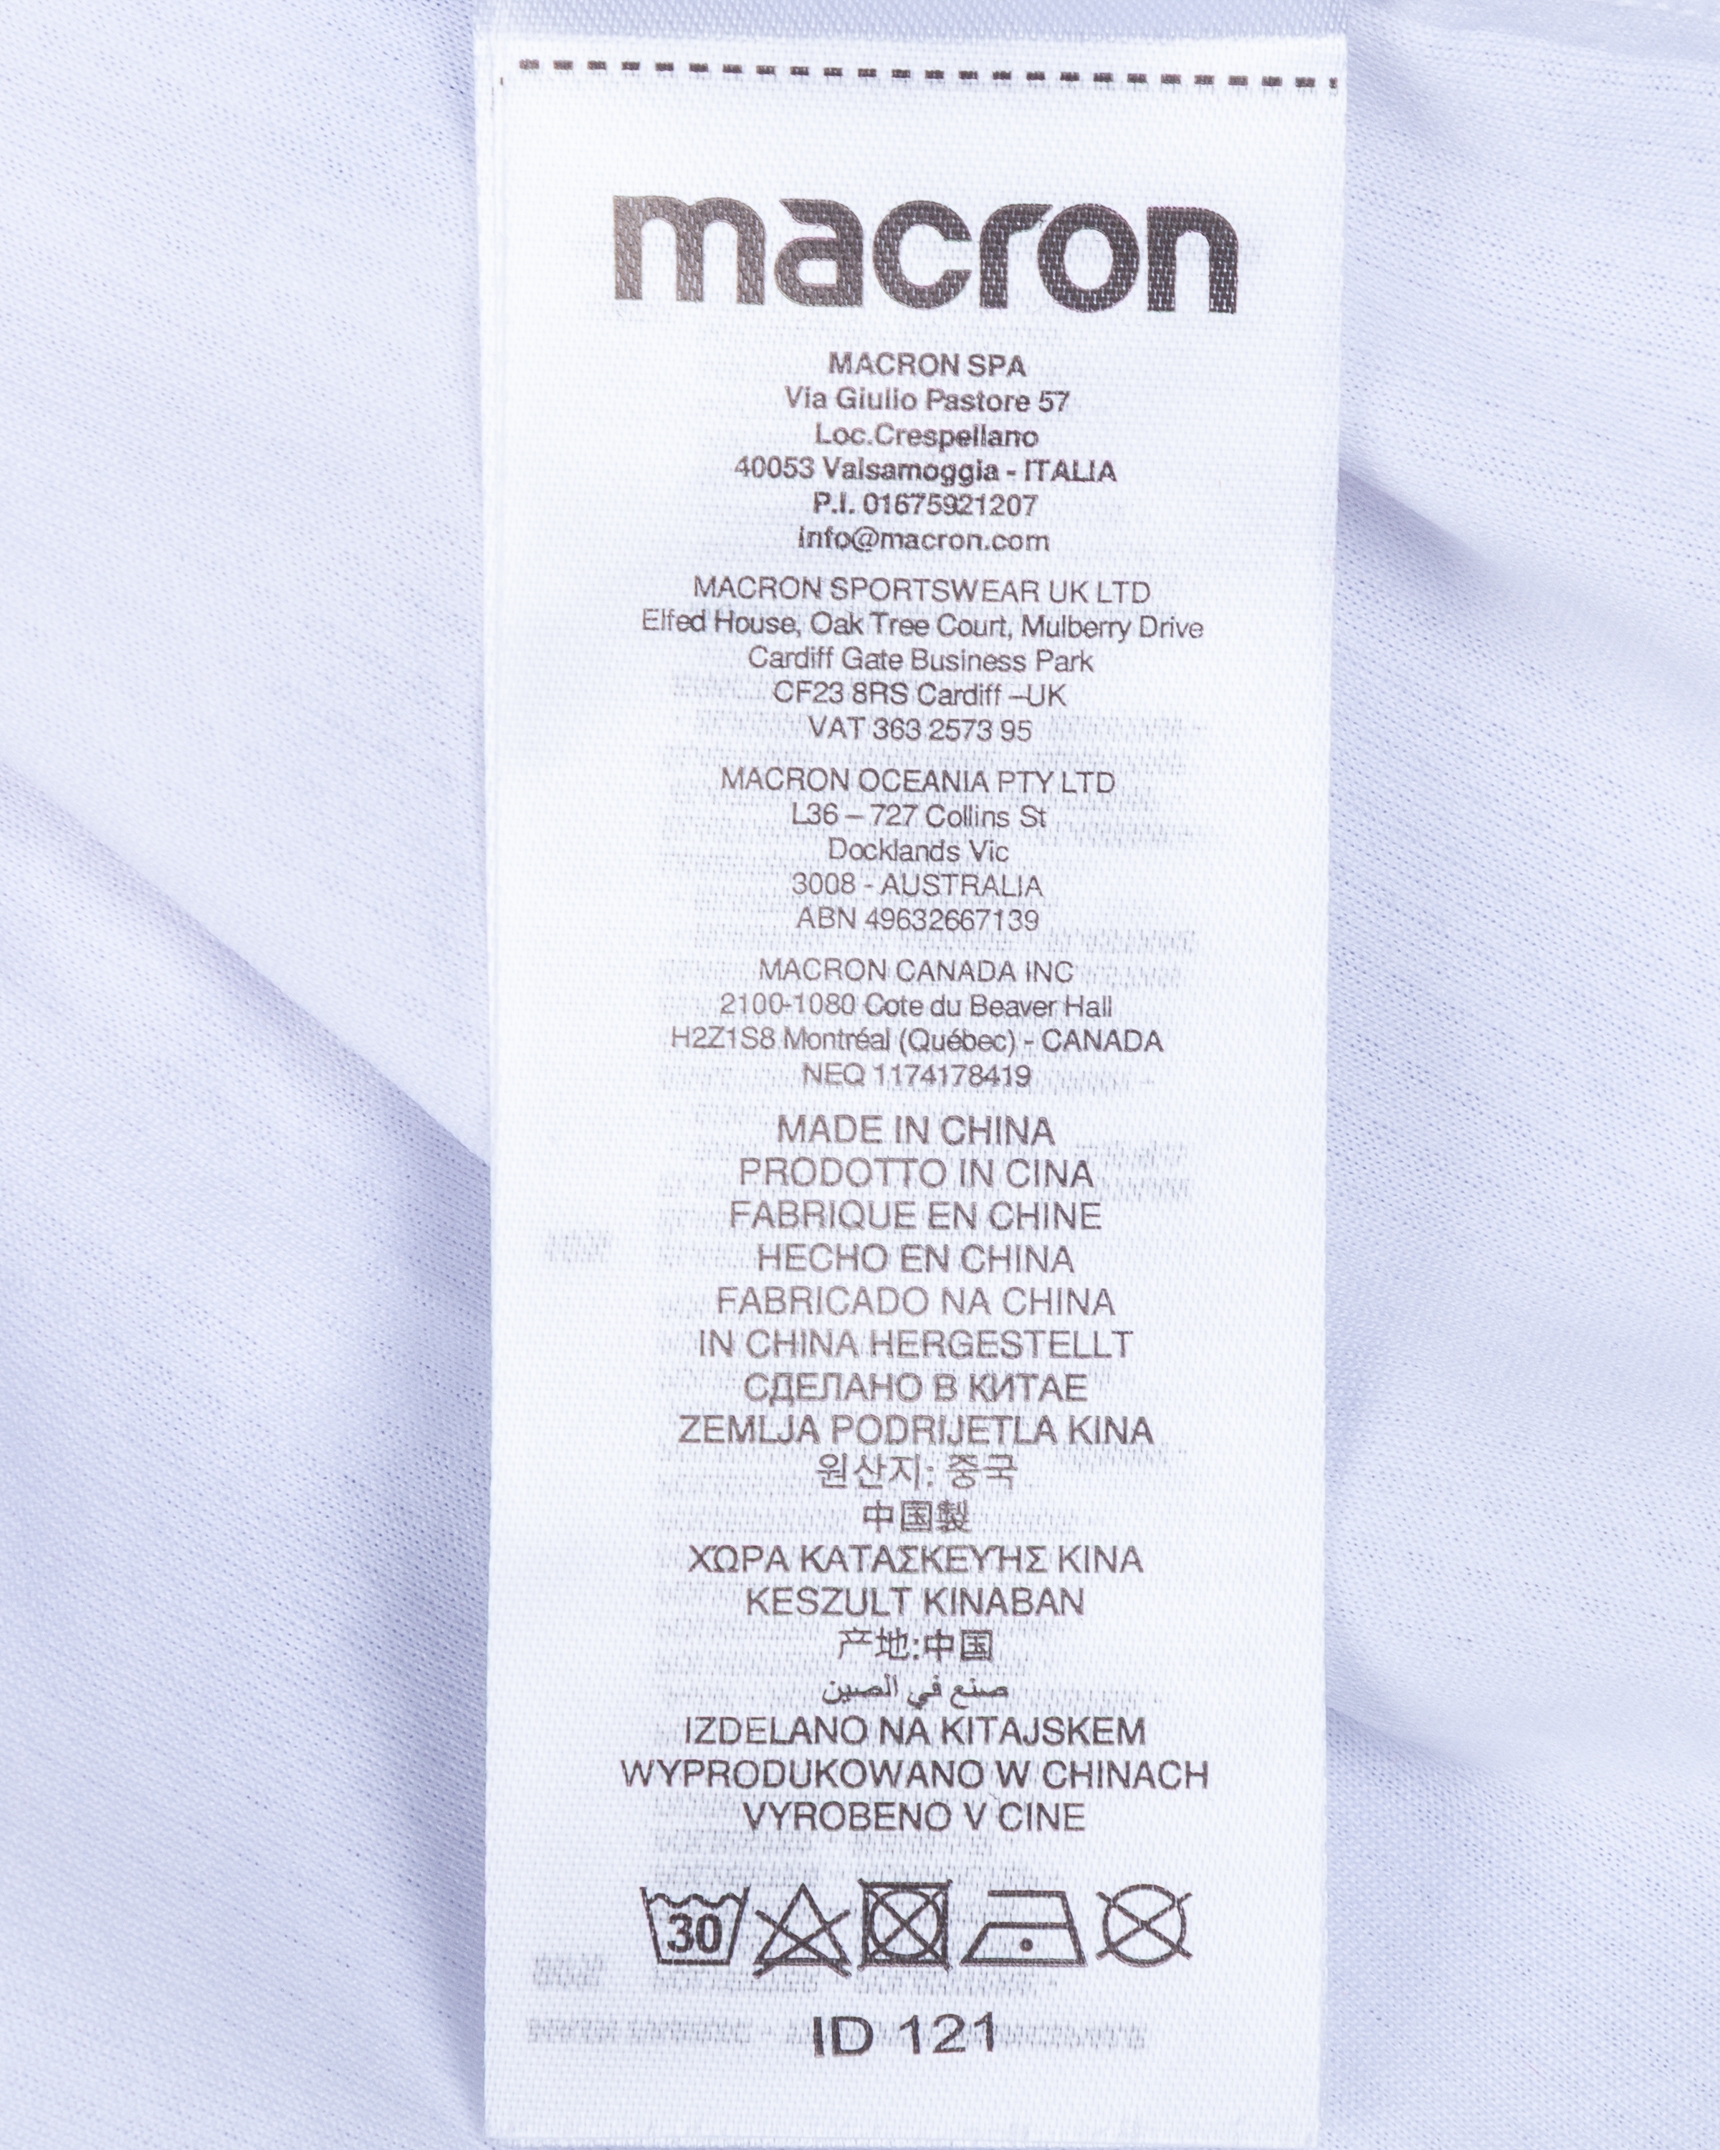 macron
MACRON SPA
Via Giulio Pastore 57
Loc.Crespellano
40053 Valsamoggia - ITALIA
P.I. 01675921207
info@macron.com
MACRON SPORTSWEAR UK LTD
Elfed House, Oak Tree Court, Mulberry Drive
Cardiff Gate Business Park
CF23 8RS Cardiff –UK
VAT 363 2573 95
MACRON OCEANIA PTY LTD
L36 – 727 Collins St
Docklands Vic
3008 - AUSTRALIA
ABN 49632667139
MACRON CANADA INC
2100-1080 Cote du Beaver Hall
H2Z1S8 Montréal (Québec) - CANADA
NEQ 1174178419
MADE IN CHINA
PRODOTTO IN CINA
FABRIQUE EN CHINE
HECHO EN CHINA
FABRICADO NA CHINA
IN CHINA HERGESTELLT
СДЕЛАНО В КИТАЕ
ZEMLJA PODRIJETLA KINA
원산지: 중국
中国製
ΧΩΡΑ ΚΑΤΑΣΚΕΥΉΣ ΚΙΝΑ
KESZULT KINABAN
产地:中国
صنع في الصين
IZDELANO NA KITAJSKEM
WYPRODUKOWANO W CHINACH
VYROBENO V CINE
30
ID 121